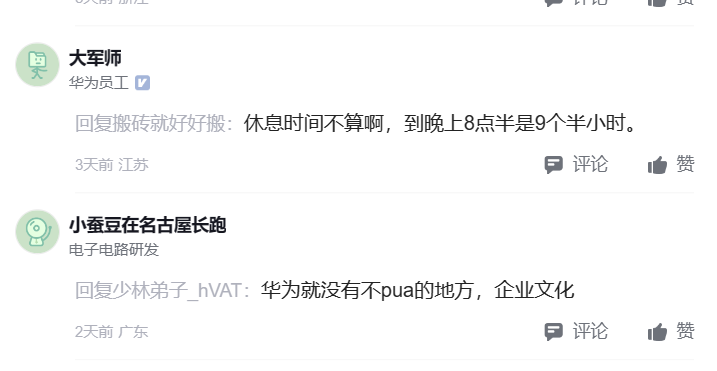 评论 赞
大军师
华为员工
回复搬砖就好好搬：休息时间不算啊，到晚上8点半是9个半小时。
3天前 江苏 评论 赞
小蚕豆在名古屋长跑
电子电路研发
回复少林弟子_hVAT：华为就没有不pua的地方，企业文化
2天前 广东 评论 赞